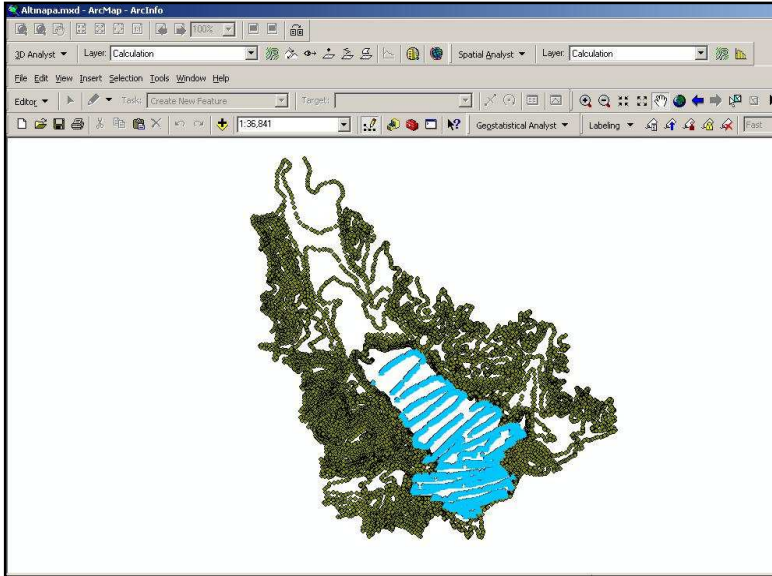 Altınapa.mxd - ArcMap - ArcInfo
100%
3D Analyst Layer: Calculation Spatial Analyst Layer: Calculation
File Edit View Insert Selection Tools Window Help
Editor Task: Create New Feature Target:
1:36,841 Geostatistical Analyst Labeling Fast